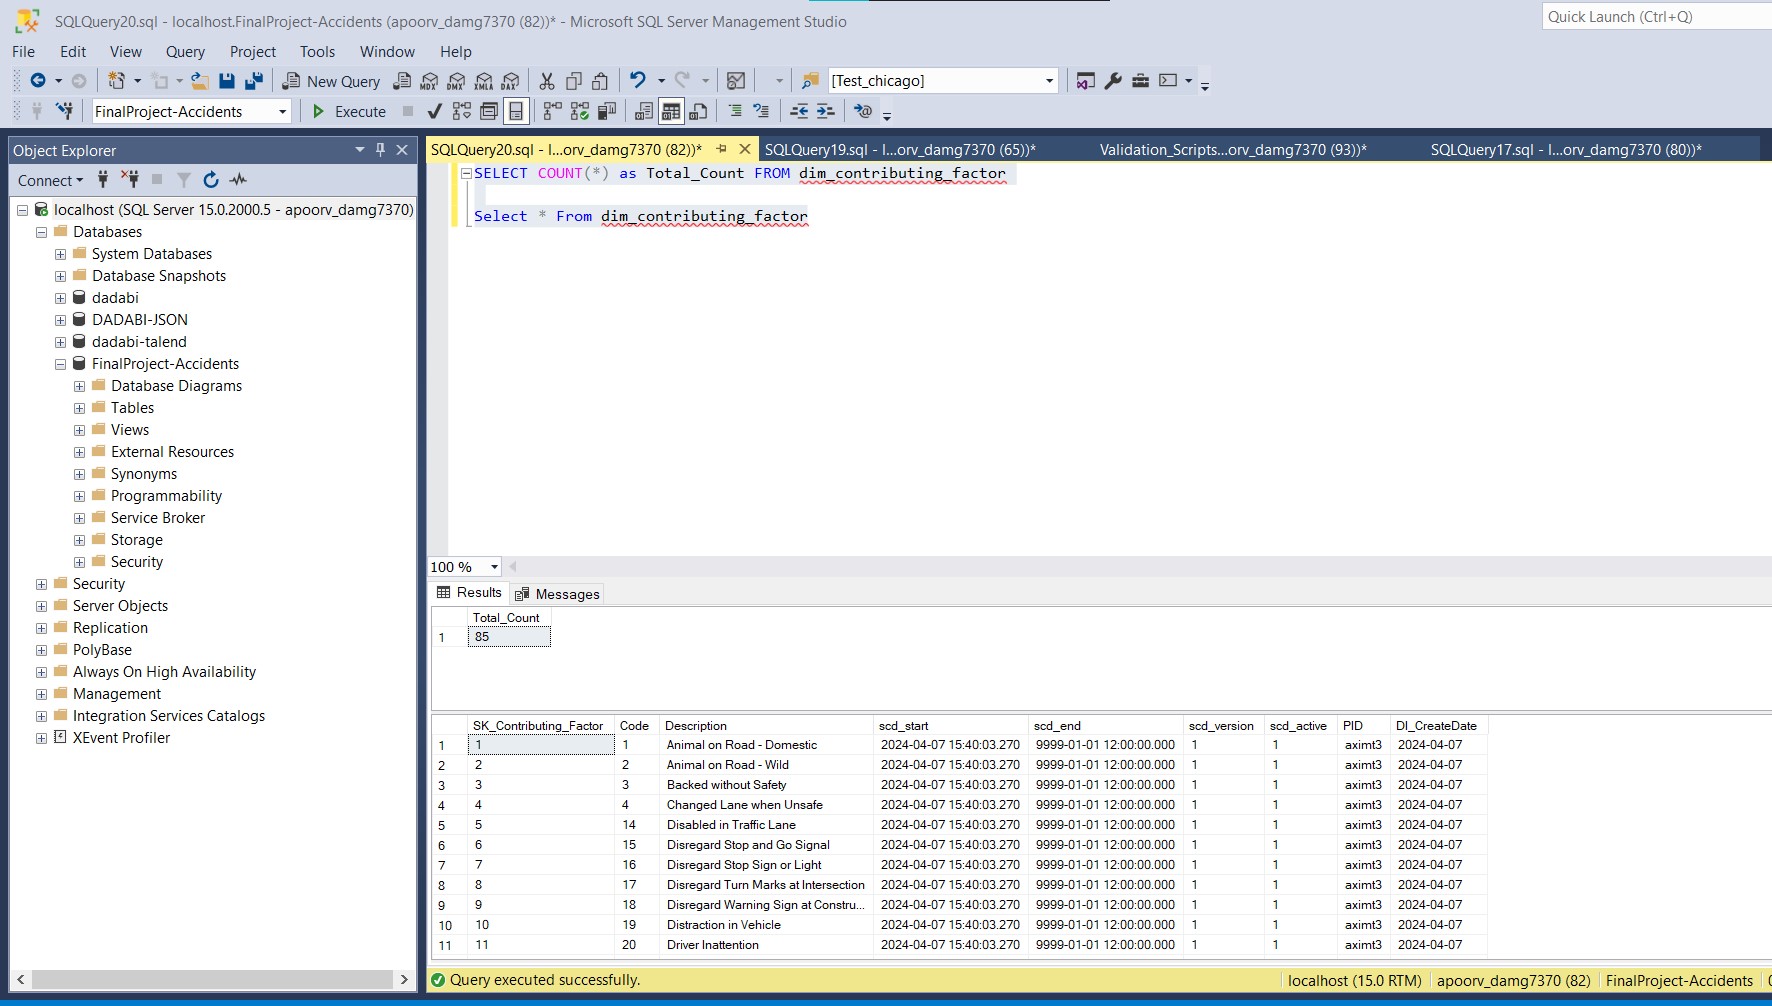 SQLQuery20.sql - localhost.FinalProject-Accidents (apoorv_damg7370 (82))* - Microsoft SQL Server Management Studio
Quick Launch (Ctrl+Q)
File Edit View Query Project Tools Window Help
New Query MDX DMX XMLA DAX [Test_chicago]
FinalProject-Accidents Execute
Object Explorer
Connect
localhost (SQL Server 15.0.2000.5 - apoorv_damg7370)
Databases
System Databases
Database Snapshots
dadabi
DADABI-JSON
dadabi-talend
FinalProject-Accidents
Database Diagrams
Tables
Views
External Resources
Synonyms
Programmability
Service Broker
Storage
Security
Security
Server Objects
Replication
PolyBase
Always On High Availability
Management
Integration Services Catalogs
XEvent Profiler
SQLQuery20.sql - l...orv_damg7370 (82))* SQLQuery19.sql - l...orv_damg7370 (65))* Validation_Scripts...orv_damg7370 (93))* SQLQuery17.sql - l...orv_damg7370 (80))*
SELECT COUNT(*) as Total_Count FROM dim_contributing_factor
Select * From dim_contributing_factor
100 %
Results Messages
Total_Count
1 85
SK_Contributing_Factor Code Description scd_start scd_end scd_version scd_active PID DI_CreateDate
1 1 1 Animal on Road - Domestic 2024-04-07 15:40:03.270 9999-01-01 12:00:00.000 1 1 aximt3 2024-04-07
2 2 2 Animal on Road - Wild 2024-04-07 15:40:03.270 9999-01-01 12:00:00.000 1 1 aximt3 2024-04-07
3 3 3 Backed without Safety 2024-04-07 15:40:03.270 9999-01-01 12:00:00.000 1 1 aximt3 2024-04-07
4 4 4 Changed Lane when Unsafe 2024-04-07 15:40:03.270 9999-01-01 12:00:00.000 1 1 aximt3 2024-04-07
5 5 14 Disabled in Traffic Lane 2024-04-07 15:40:03.270 9999-01-01 12:00:00.000 1 1 aximt3 2024-04-07
6 6 15 Disregard Stop and Go Signal 2024-04-07 15:40:03.270 9999-01-01 12:00:00.000 1 1 aximt3 2024-04-07
7 7 16 Disregard Stop Sign or Light 2024-04-07 15:40:03.270 9999-01-01 12:00:00.000 1 1 aximt3 2024-04-07
8 8 17 Disregard Turn Marks at Intersection 2024-04-07 15:40:03.270 9999-01-01 12:00:00.000 1 1 aximt3 2024-04-07
9 9 18 Disregard Warning Sign at Constru... 2024-04-07 15:40:03.270 9999-01-01 12:00:00.000 1 1 aximt3 2024-04-07
10 10 19 Distraction in Vehicle 2024-04-07 15:40:03.270 9999-01-01 12:00:00.000 1 1 aximt3 2024-04-07
11 11 20 Driver Inattention 2024-04-07 15:40:03.270 9999-01-01 12:00:00.000 1 1 aximt3 2024-04-07
Query executed successfully. localhost (15.0 RTM) apoorv_damg7370 (82) FinalProject-Accidents